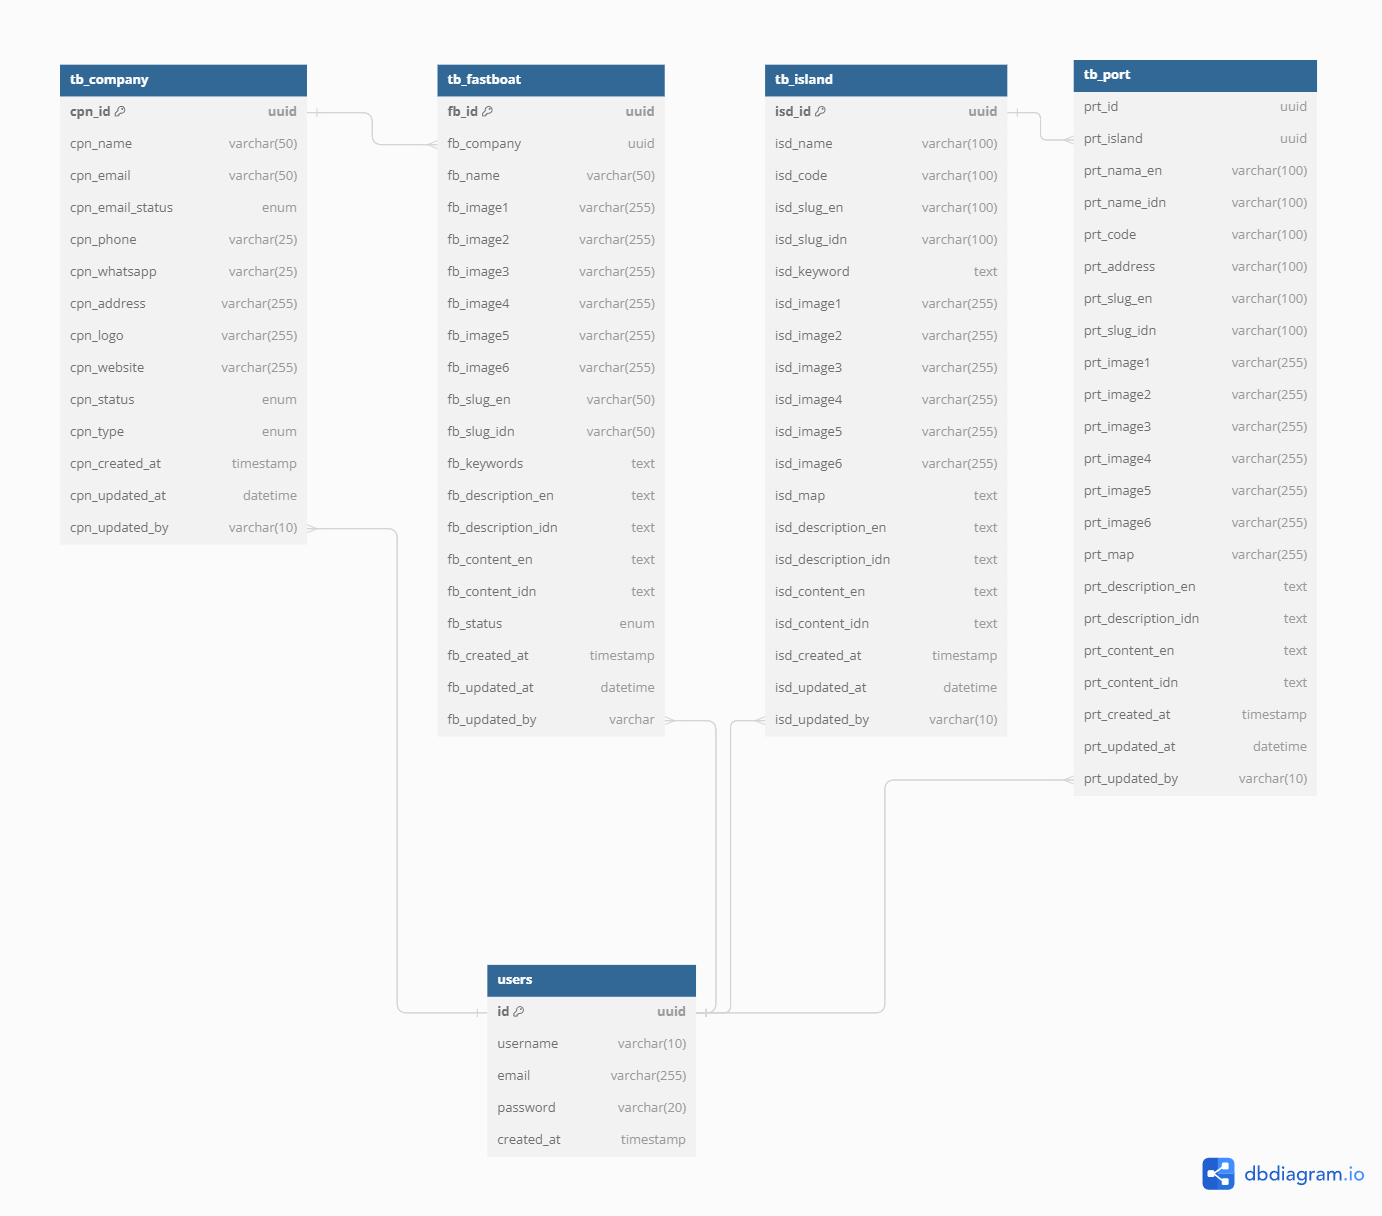 tb_company
cpn_id uuid
cpn_name varchar(50)
cpn_email varchar(50)
cpn_email_status enum
cpn_phone varchar(25)
cpn_whatsapp varchar(25)
cpn_address varchar(255)
cpn_logo varchar(255)
cpn_website varchar(255)
cpn_status enum
cpn_type enum
cpn_created_at timestamp
cpn_updated_at datetime
cpn_updated_by varchar(10)
tb_fastboat
fb_id uuid
fb_company uuid
fb_name varchar(50)
fb_image1 varchar(255)
fb_image2 varchar(255)
fb_image3 varchar(255)
fb_image4 varchar(255)
fb_image5 varchar(255)
fb_image6 varchar(255)
fb_slug_en varchar(50)
fb_slug_idn varchar(50)
fb_keywords text
fb_description_en text
fb_description_idn text
fb_content_en text
fb_content_idn text
fb_status enum
fb_created_at timestamp
fb_updated_at datetime
fb_updated_by varchar
tb_island
isd_id uuid
isd_name varchar(100)
isd_code varchar(100)
isd_slug_en varchar(100)
isd_slug_idn varchar(100)
isd_keyword text
isd_image1 varchar(255)
isd_image2 varchar(255)
isd_image3 varchar(255)
isd_image4 varchar(255)
isd_image5 varchar(255)
isd_image6 varchar(255)
isd_map text
isd_description_en text
isd_description_idn text
isd_content_en text
isd_content_idn text
isd_created_at timestamp
isd_updated_at datetime
isd_updated_by varchar(10)
tb_port
prt_id uuid
prt_island uuid
prt_nama_en varchar(100)
prt_name_idn varchar(100)
prt_code varchar(100)
prt_address varchar(100)
prt_slug_en varchar(100)
prt_slug_idn varchar(100)
prt_image1 varchar(255)
prt_image2 varchar(255)
prt_image3 varchar(255)
prt_image4 varchar(255)
prt_image5 varchar(255)
prt_image6 varchar(255)
prt_map varchar(255)
prt_description_en text
prt_description_idn text
prt_content_en text
prt_content_idn text
prt_created_at timestamp
prt_updated_at datetime
prt_updated_by varchar(10)
users
id uuid
username varchar(10)
email varchar(255)
password varchar(20)
created_at timestamp
dbdiagram.io